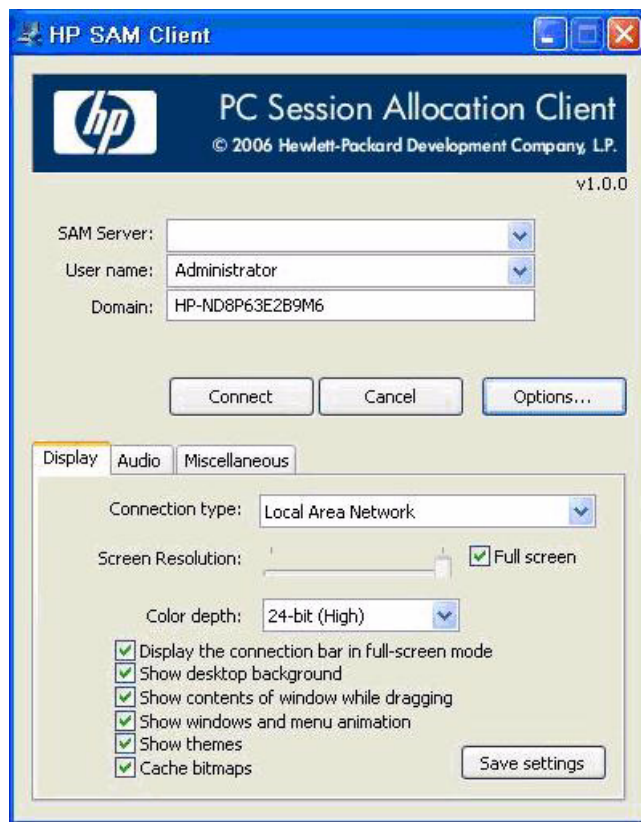 HP SAM Client
hp
PC Session Allocation Client
© 2006 Hewlett-Packard Development Company, L.P.
v1.0.0
SAM Server:
User name: Administrator
Domain: HP-ND8P63E2B9M6
Connect Cancel Options...
Display Audio Miscellaneous
Connection type: Local Area Network
Screen Resolution: Full screen
Color depth: 24-bit (High)
Display the connection bar in full-screen mode
Show desktop background
Show contents of window while dragging
Show windows and menu animation
Show themes
Cache bitmaps Save settings